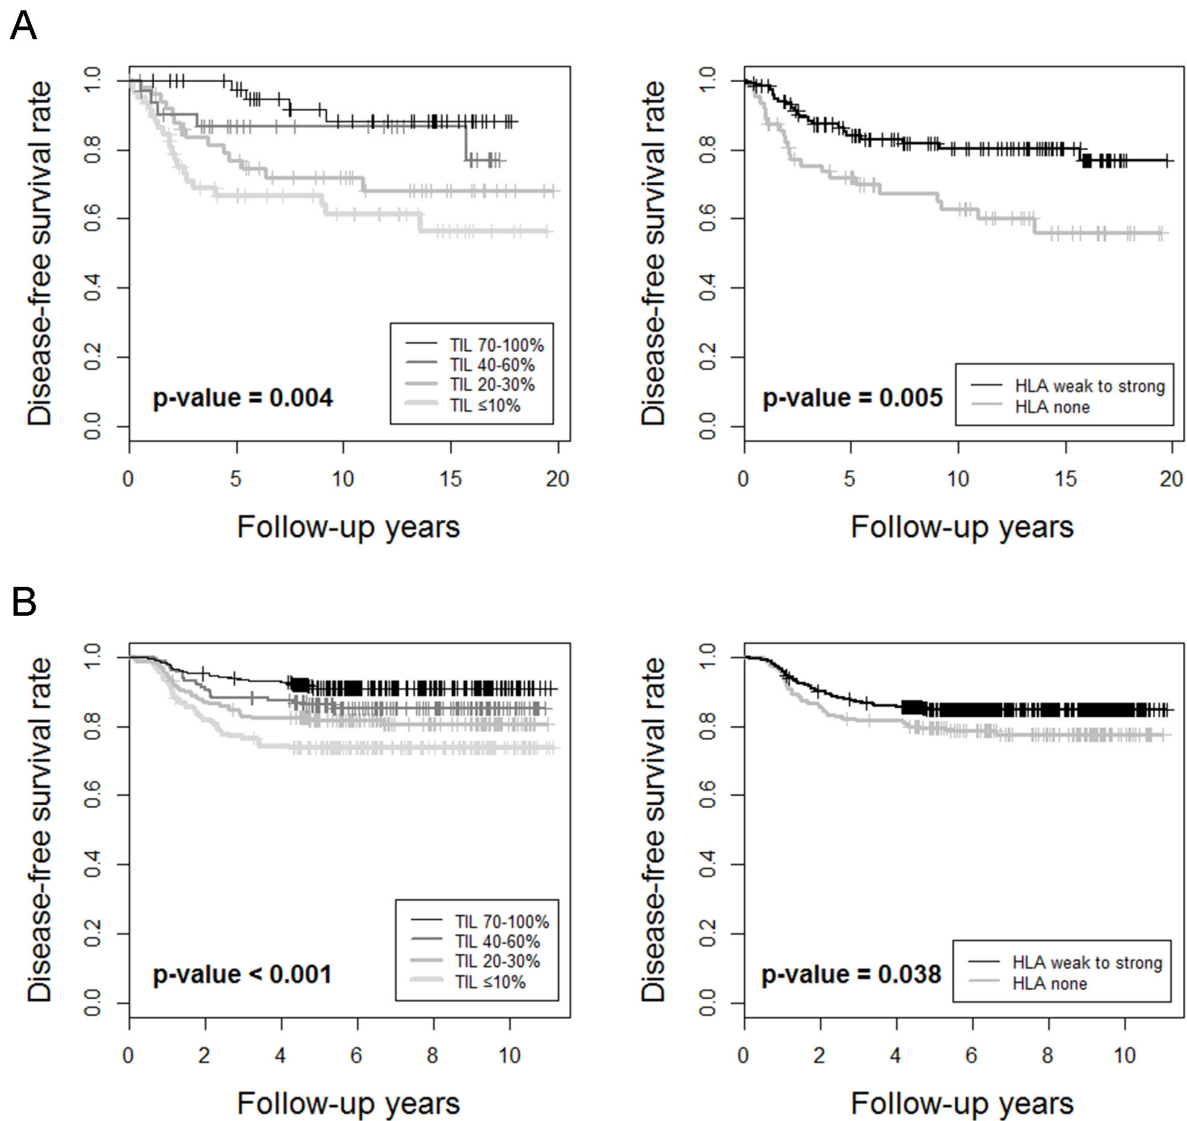 A
Disease-free survival rate
1.0
0.8
0.6
0.4
0.2
0.0
TIL 70-100%
TIL 40-60%
TIL 20-30%
TIL ≤10%
p-value = 0.004
0 5 10 15 20
Follow-up years
Disease-free survival rate
1.0
0.8
0.6
0.4
0.2
0.0
HLA weak to strong
HLA none
p-value = 0.005
0 5 10 15 20
Follow-up years
B
Disease-free survival rate
1.0
0.8
0.6
0.4
0.2
0.0
TIL 70-100%
TIL 40-60%
TIL 20-30%
TIL ≤10%
p-value < 0.001
0 2 4 6 8 10
Follow-up years
Disease-free survival rate
1.0
0.8
0.6
0.4
0.2
0.0
HLA weak to strong
HLA none
p-value = 0.038
0 2 4 6 8 10
Follow-up years